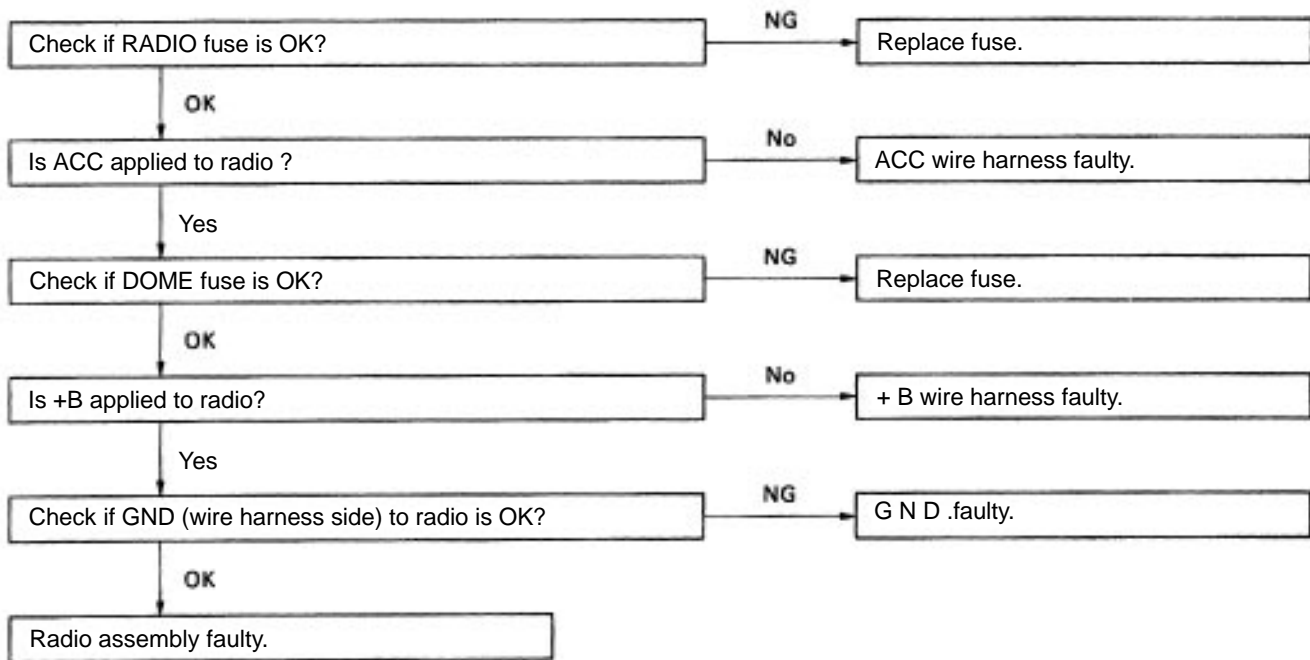 Check if RADIO fuse is OK?
NG
Replace fuse.
OK
Is ACC applied to radio ?
No
ACC wire harness faulty.
Yes
Check if DOME fuse is OK?
NG
Replace fuse.
OK
Is +B applied to radio?
No
+ B wire harness faulty.
Yes
Check if GND (wire harness side) to radio is OK?
NG
G N D .faulty.
OK
Radio assembly faulty.